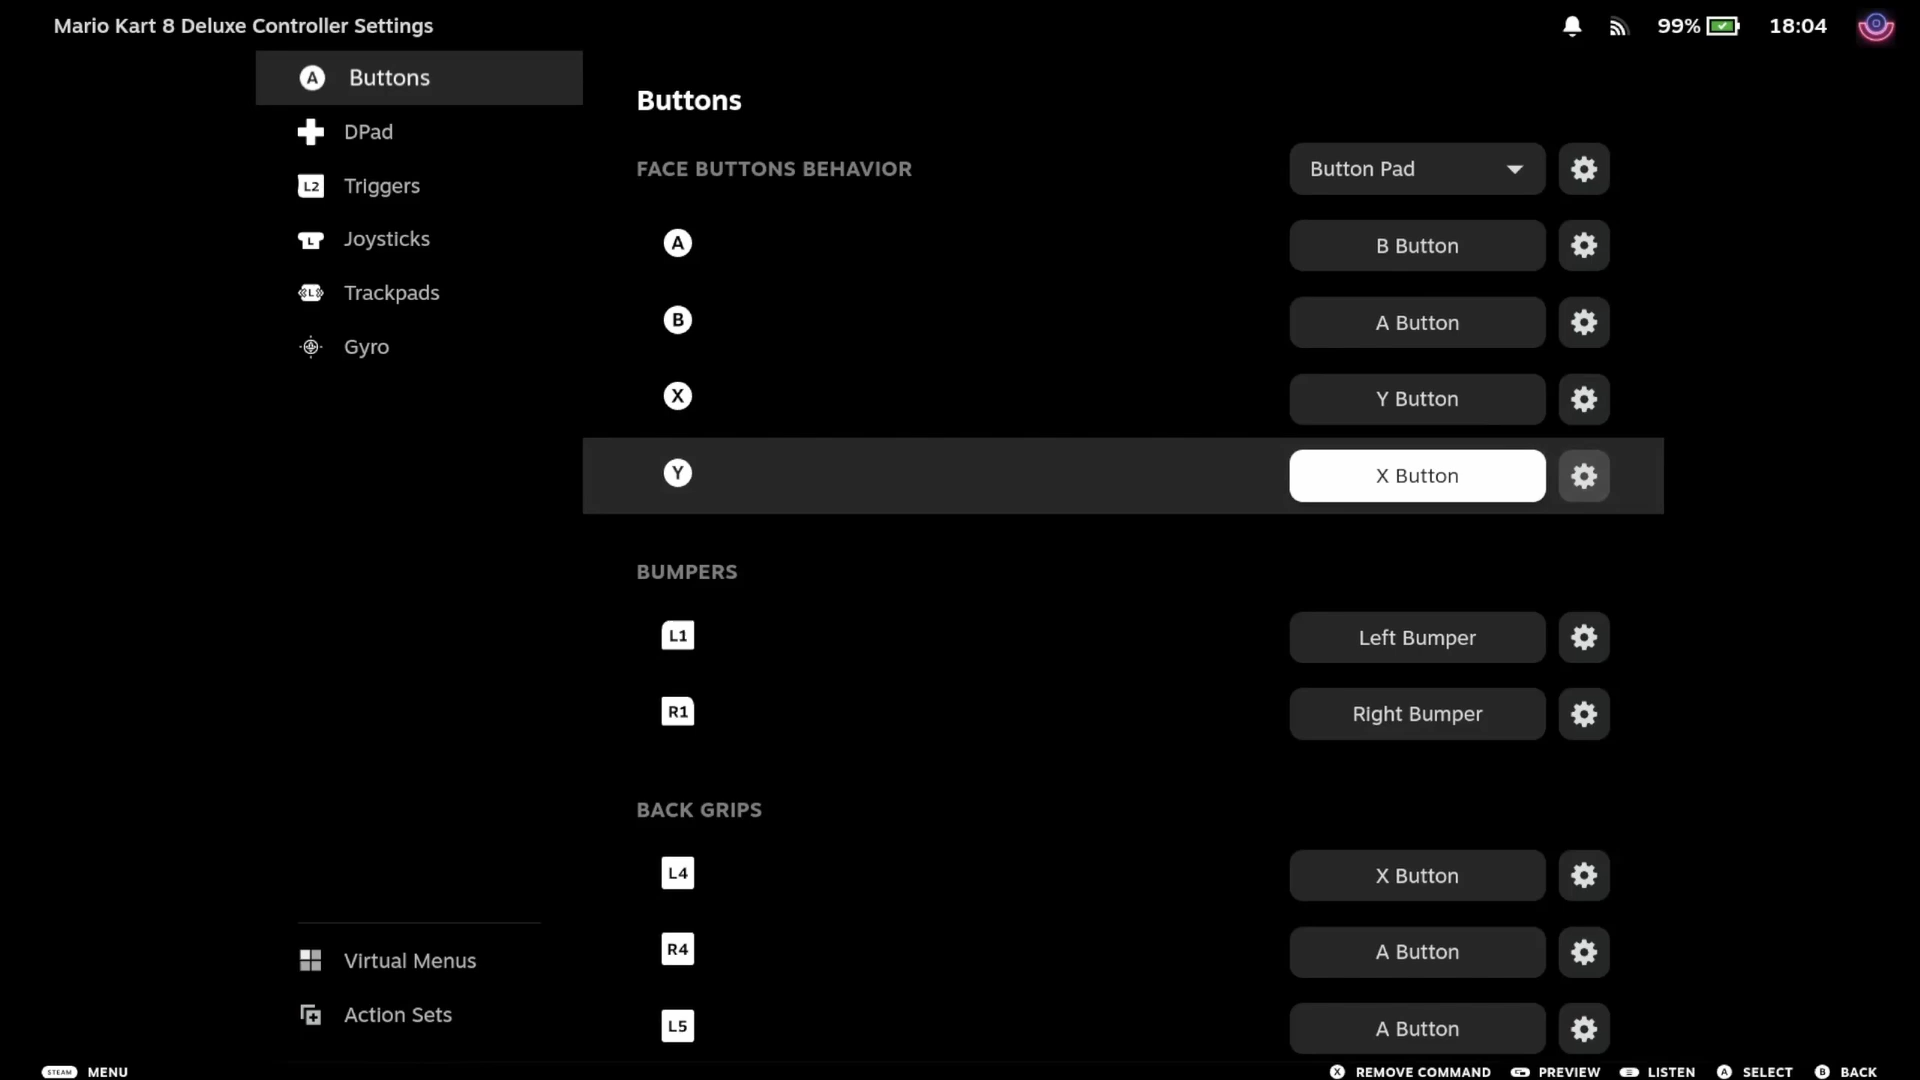 Mario Kart 8 Deluxe Controller Settings
99%
18:04
A Buttons
DPad
L2 Triggers
L Joysticks
L Trackpads
Gyro
Virtual Menus
Action Sets
Buttons
FACE BUTTONS BEHAVIOR
Button Pad
A B Button
B A Button
X Y Button
Y X Button
BUMPERS
L1 Left Bumper
R1 Right Bumper
BACK GRIPS
L4 X Button
R4 A Button
L5 A Button
STEAM MENU
X REMOVE COMMAND PREVIEW LISTEN A SELECT B BACK